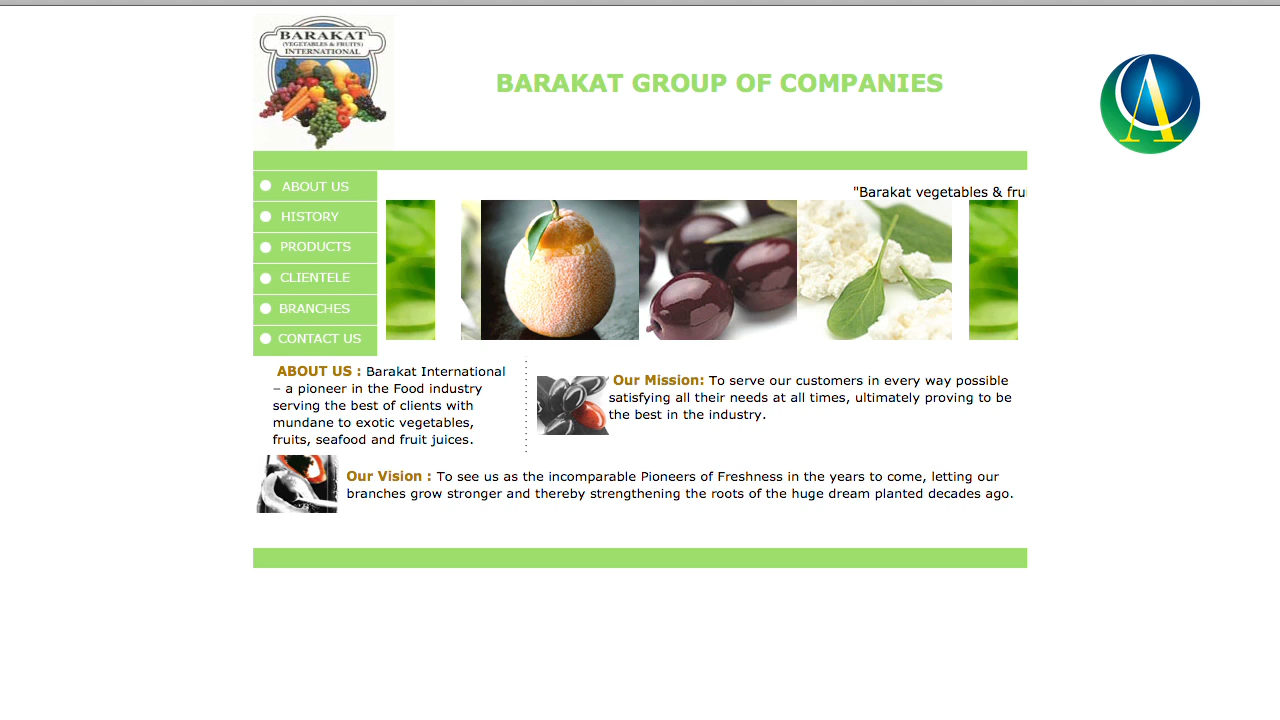 BARAKAT
(VEGETABLES & FRUITS)
INTERNATIONAL
BARAKAT GROUP OF COMPANIES
A
ABOUT US
HISTORY
PRODUCTS
CLIENTELE
BRANCHES
CONTACT US
"Barakat vegetables & frui
ABOUT US : Barakat International
– a pioneer in the Food industry
serving the best of clients with
mundane to exotic vegetables,
fruits, seafood and fruit juices.
Our Mission: To serve our customers in every way possible
satisfying all their needs at all times, ultimately proving to be
the best in the industry.
Our Vision : To see us as the incomparable Pioneers of Freshness in the years to come, letting our
branches grow stronger and thereby strengthening the roots of the huge dream planted decades ago.